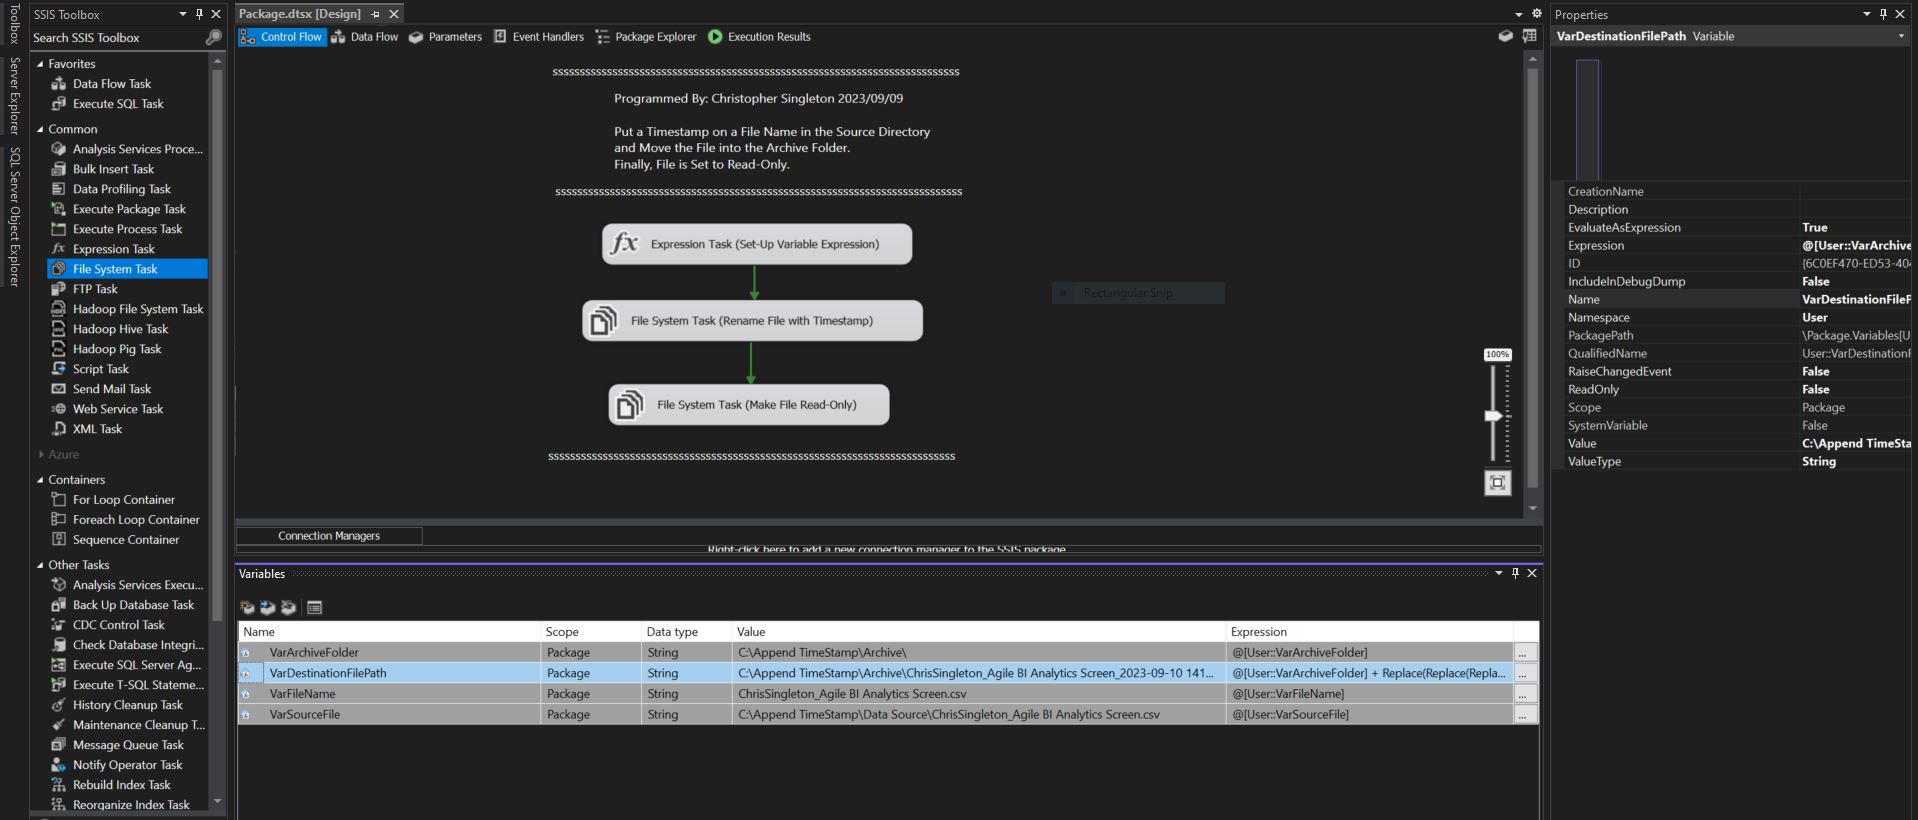 Toolbox
Server Explorer
SQL Server Object Explorer
SSIS Toolbox
Search SSIS Toolbox
Favorites
Data Flow Task
Execute SQL Task
Common
Analysis Services Proce...
Bulk Insert Task
Data Profiling Task
Execute Package Task
Execute Process Task
Expression Task
File System Task
FTP Task
Hadoop File System Task
Hadoop Hive Task
Hadoop Pig Task
Script Task
Send Mail Task
Web Service Task
XML Task
Azure
Containers
For Loop Container
Foreach Loop Container
Sequence Container
Other Tasks
Analysis Services Execu...
Back Up Database Task
CDC Control Task
Check Database Integri...
Execute SQL Server Ag...
Execute T-SQL Stateme...
History Cleanup Task
Maintenance Cleanup T...
Message Queue Task
Notify Operator Task
Rebuild Index Task
Reorganize Index Task
Package.dtsx [Design]
Control Flow Data Flow Parameters Event Handlers Package Explorer Execution Results
sssssssssssssssssssssssssssssssssssssssssssssssssssssssssssssssssssssssssss
Programmed By: Christopher Singleton 2023/09/09
Put a Timestamp on a File Name in the Source Directory
and Move the File into the Archive Folder.
Finally, File is Set to Read-Only.
sssssssssssssssssssssssssssssssssssssssssssssssssssssssssssssssssssssssssss
fx Expression Task (Set-Up Variable Expression)
Rectangular Snip
File System Task (Rename File with Timestamp)
100%
File System Task (Make File Read-Only)
sssssssssssssssssssssssssssssssssssssssssssssssssssssssssssssssssssssssssss
Connection Managers
Right-click here to add a new connection manager to the SSIS package.
Variables
Name Scope Data type Value Expression
VarArchiveFolder Package String C:\Append TimeStamp\Archive\ @[User::VarArchiveFolder] ...
VarDestinationFilePath Package String C:\Append TimeStamp\Archive\ChrisSingleton_Agile BI Analytics Screen_2023-09-10 141... @[User::VarArchiveFolder] + Replace(Replace(Repla... ...
VarFileName Package String ChrisSingleton_Agile BI Analytics Screen.csv @[User::VarFileName] ...
VarSourceFile Package String C:\Append TimeStamp\Data Source\ChrisSingleton_Agile BI Analytics Screen.csv @[User::VarSourceFile] ...
Properties
VarDestinationFilePath Variable
CreationName
Description
EvaluateAsExpression True
Expression @[User::VarArchive
ID {6C0EF470-ED53-404
IncludeInDebugDump False
Name VarDestinationFileP
Namespace User
PackagePath \Package.Variables[U
QualifiedName User::VarDestinationF
RaiseChangedEvent False
ReadOnly False
Scope Package
SystemVariable False
Value C:\Append TimeSta
ValueType String